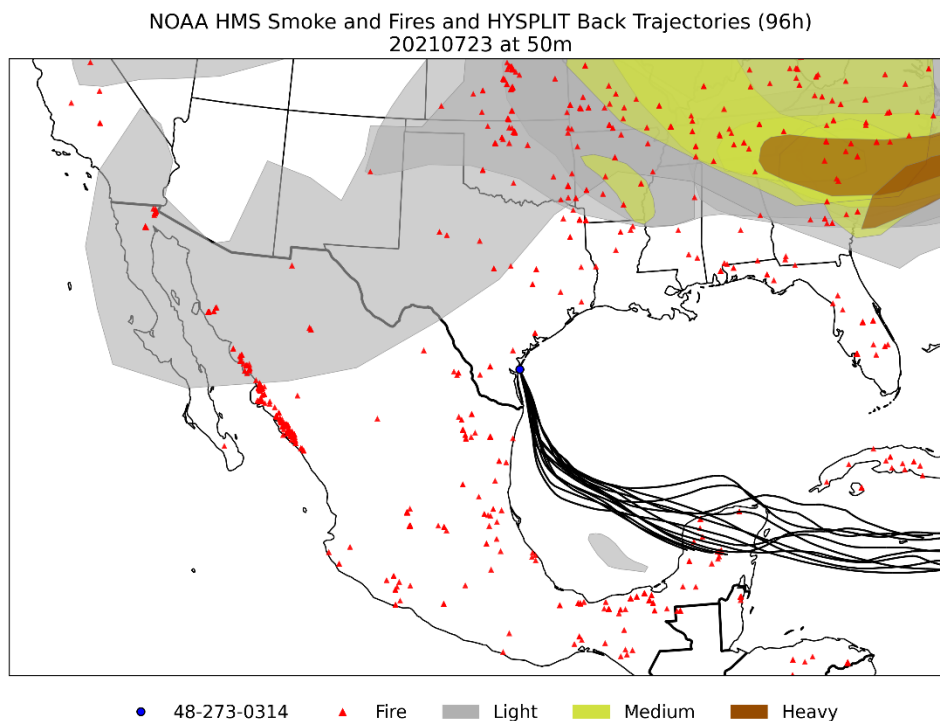 NOAA HMS Smoke and Fires and HYSPLIT Back Trajectories (96h)
20210723 at 50m
48-273-0314 Fire Light Medium Heavy